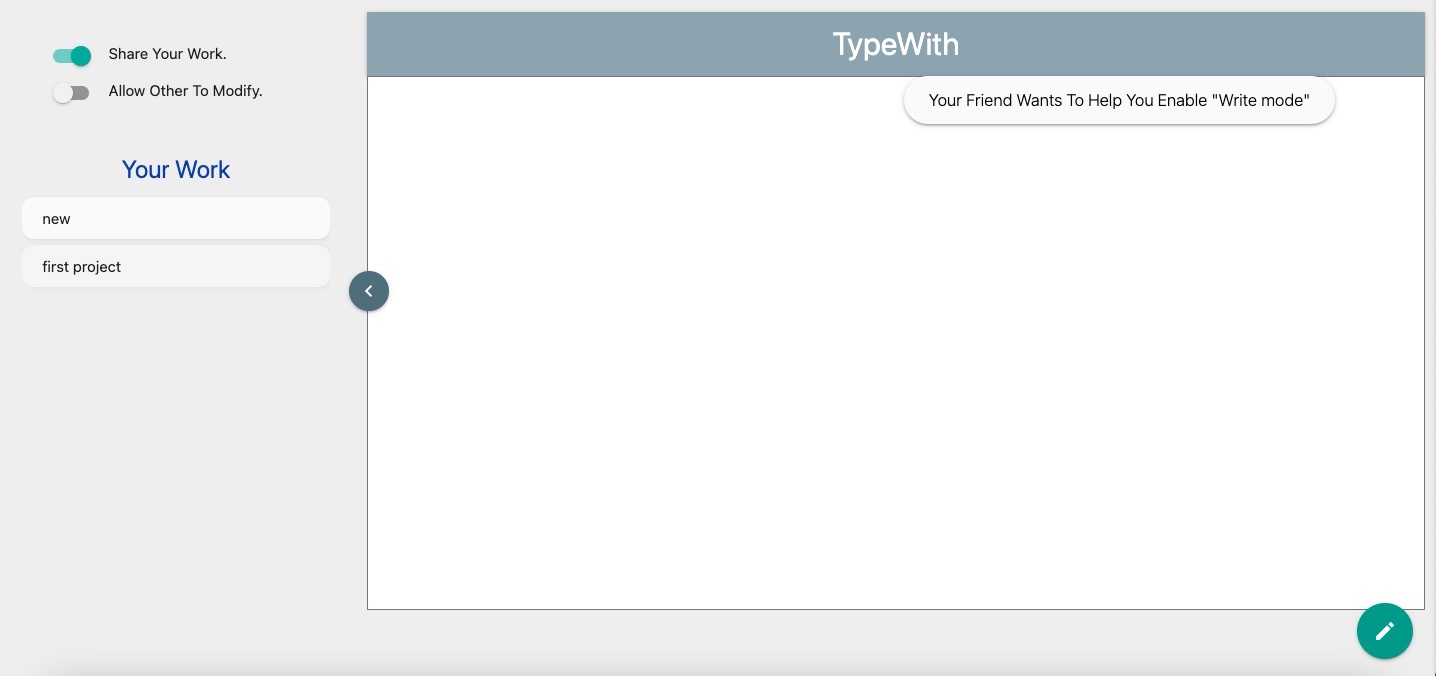 Share Your Work.
Allow Other To Modify.
Your Work
new
first project
TypeWith
Your Friend Wants To Help You Enable "Write mode"